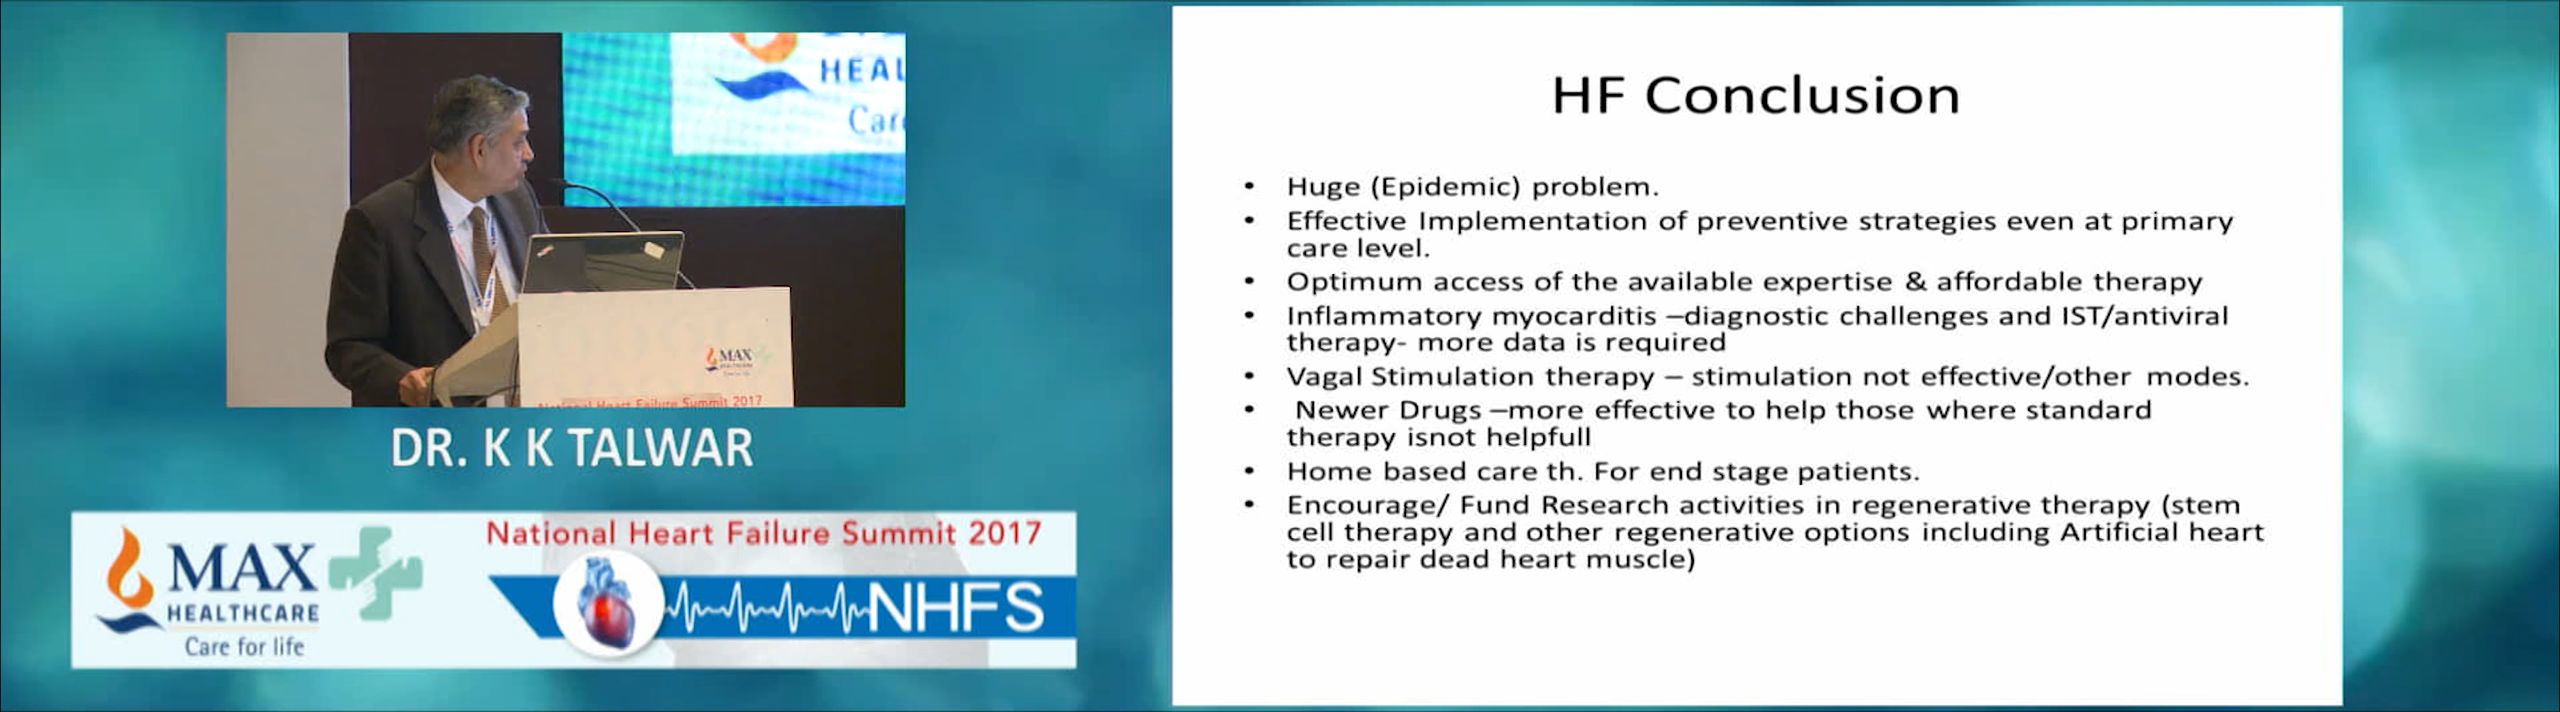 HEAL
Car
MAX
HEALTHCARE
National Heart Failure Summit 2017
DR. K K TALWAR
MAX
HEALTHCARE
Care for life
National Heart Failure Summit 2017
NHFS
HF Conclusion
• Huge (Epidemic) problem.
• Effective Implementation of preventive strategies even at primary
care level.
• Optimum access of the available expertise & affordable therapy
• Inflammatory myocarditis –diagnostic challenges and IST/antiviral
therapy- more data is required
• Vagal Stimulation therapy – stimulation not effective/other modes.
• Newer Drugs –more effective to help those where standard
therapy isnot helpfull
• Home based care th. For end stage patients.
• Encourage/ Fund Research activities in regenerative therapy (stem
cell therapy and other regenerative options including Artificial heart
to repair dead heart muscle)